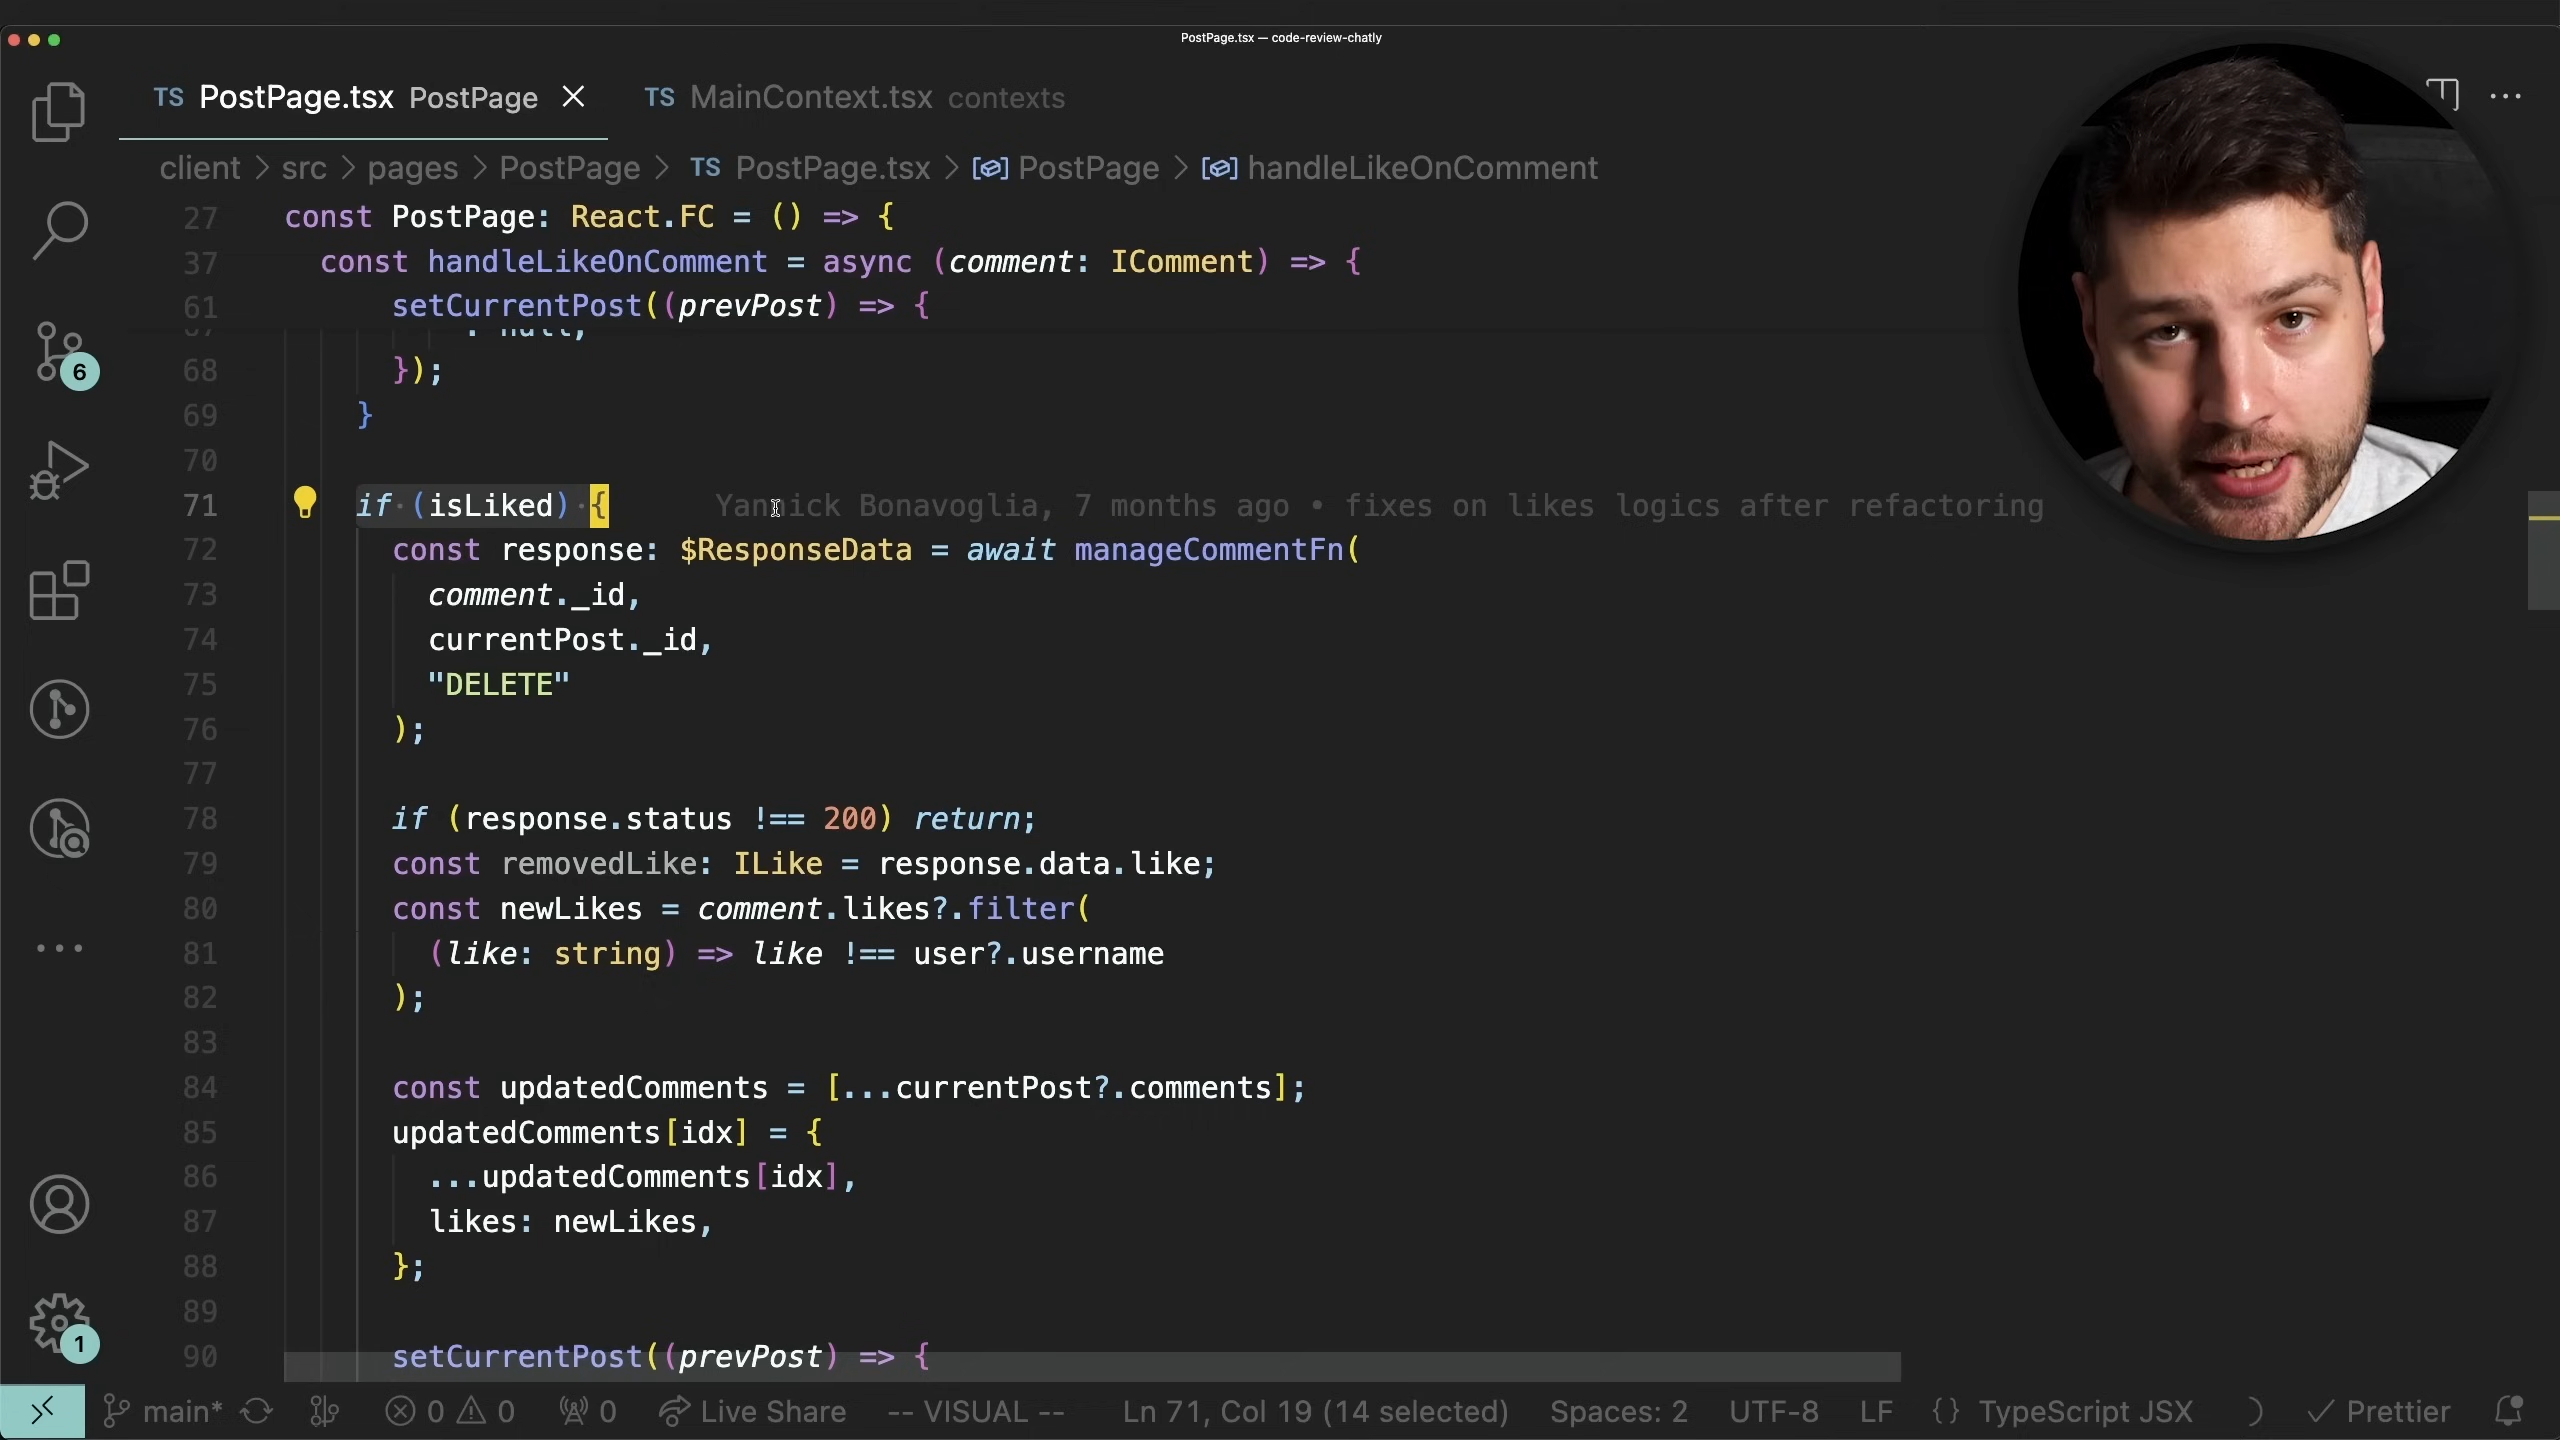 PostPage.tsx — code-review-chatly
TS PostPage.tsx PostPage
TS MainContext.tsx contexts
client > src > pages > PostPage > TS PostPage.tsx > PostPage > handleLikeOnComment
27 const PostPage: React.FC = () => {
37 const handleLikeOnComment = async (comment: IComment) => {
61 setCurrentPost((prevPost) => {
67 : null,
68 });
69 }
70
71 if (isLiked) { Yannick Bonavoglia, 7 months ago • fixes on likes logics after refactoring
72 const response: $ResponseData = await manageCommentFn(
73 comment._id,
74 currentPost._id,
75 "DELETE"
76 );
77
78 if (response.status !== 200) return;
79 const removedLike: ILike = response.data.like;
80 const newLikes = comment.likes?.filter(
81 (like: string) => like !== user?.username
82 );
83
84 const updatedComments = [...currentPost?.comments];
85 updatedComments[idx] = {
86 ...updatedComments[idx],
87 likes: newLikes,
88 };
89
90 setCurrentPost((prevPost) => {
6
1
main* 0 0 0 Live Share -- VISUAL -- Ln 71, Col 19 (14 selected) Spaces: 2 UTF-8 LF {} TypeScript JSX Prettier